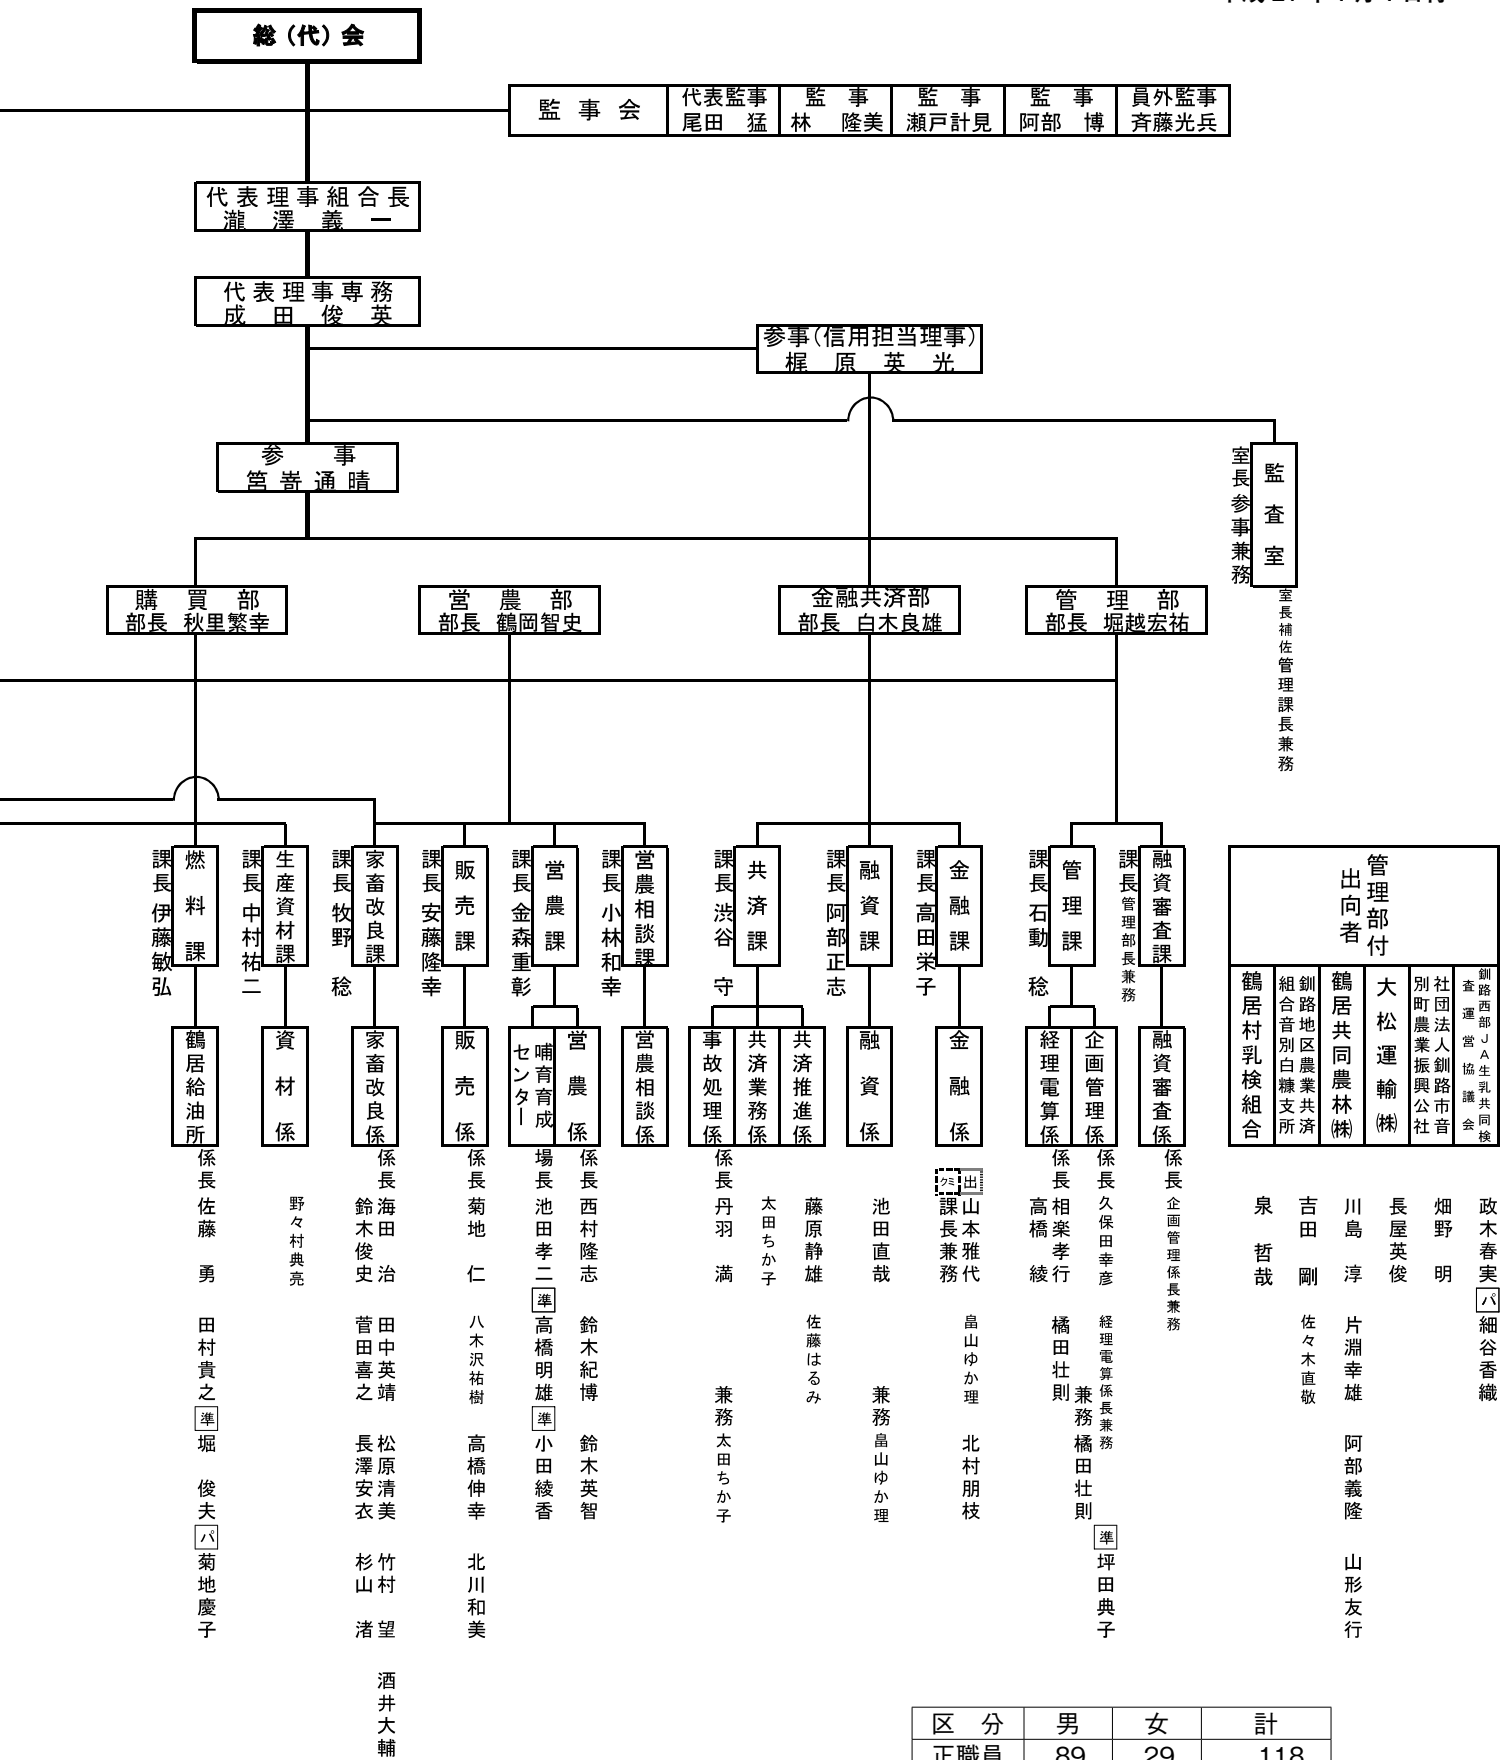 総（代）会
監事会
代表監事
尾田　猛
監　事
林　隆美
監　事
瀬戸計見
監　事
阿部　博
員外監事
斉藤光兵
代表理事組合長
瀧澤義一
代表理事専務
成田俊英
参事（信用担当理事）
梶原英光
参　事
筥嵜通晴
監査室
室長 参事兼務
室長補佐 管理課長兼務
購買部
部長 秋里繁幸
営農部
部長 鶴岡智史
金融共済部
部長 白木良雄
管理部
部長 堀越宏祐
燃料課
課長 伊藤敏弘
生産資材課
課長 中村祐二
家畜改良課
課長 牧野　稔
販売課
課長 安藤隆幸
営農課
課長 金森重彰
営農相談課
課長 小林和幸
共済課
課長 渋谷　守
融資課
課長 阿部正志
金融課
課長 高田栄子
管理課
課長 石動　稔
融資審査課
課長 管理部長兼務
管理部付
出向者
鶴居給油所
資材係
家畜改良係
販売係
哺育育成
センター
営農係
営農相談係
事故処理係
共済業務係
共済推進係
融資係
金融係
経理電算係
企画管理係
融資審査係
鶴居村乳検組合
釧路地区農業共済
組合音別白糠支所
鶴居共同農林㈱
大松運輸㈱
社団法人釧路市音
別町農業振興公社
釧路西部ＪＡ生乳共同検
査運営協議会
係長 佐藤　勇
田村貴之
準 堀　俊夫
パ 菊地慶子
野々村典亮
係長 海田　治
田中英靖
松原清美
竹村　望
酒井大輔
鈴木俊史
菅田喜之
長澤安衣
杉山　渚
係長 菊地　仁
八木沢祐樹
高橋伸幸
北川和美
場長 池田孝二
準 高橋明雄
準 小田綾香
係長 西村隆志
鈴木紀博
鈴木英智
係長 丹羽　満
兼務 太田ちか子
太田ちか子
藤原静雄
佐藤はるみ
池田直哉
兼務 畠山ゆか理
クミ
出
課長兼務
山本雅代
畠山ゆか理
北村朋枝
係長 相楽孝行
橘田壮則
高橋　綾
係長 久保田幸彦
経理電算係長兼務
兼務 橘田壮則
準 坪田典子
係長 企画管理係長兼務
泉　哲哉
吉田　剛
佐々木直敬
川島　淳
片淵幸雄
阿部義隆
山形友行
長屋英俊
畑野　明
政木春実
パ 細谷香織
区　分　男　女　計
正職員　89　29　118